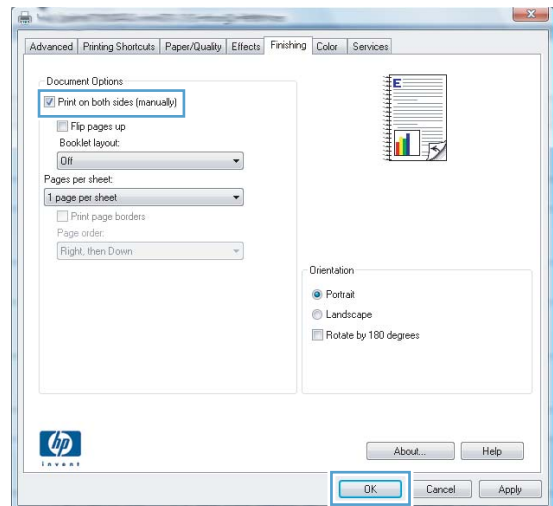 Advanced Printing Shortcuts Paper/Quality Effects Finishing Color Services
Document Options
Print on both sides (manually)
Flip pages up
Booklet layout:
Off
Pages per sheet:
1 page per sheet
Print page borders
Page order:
Right, then Down
E
Orientation
Portrait
Landscape
Rotate by 180 degrees
hp
invent
About... Help
OK Cancel Apply